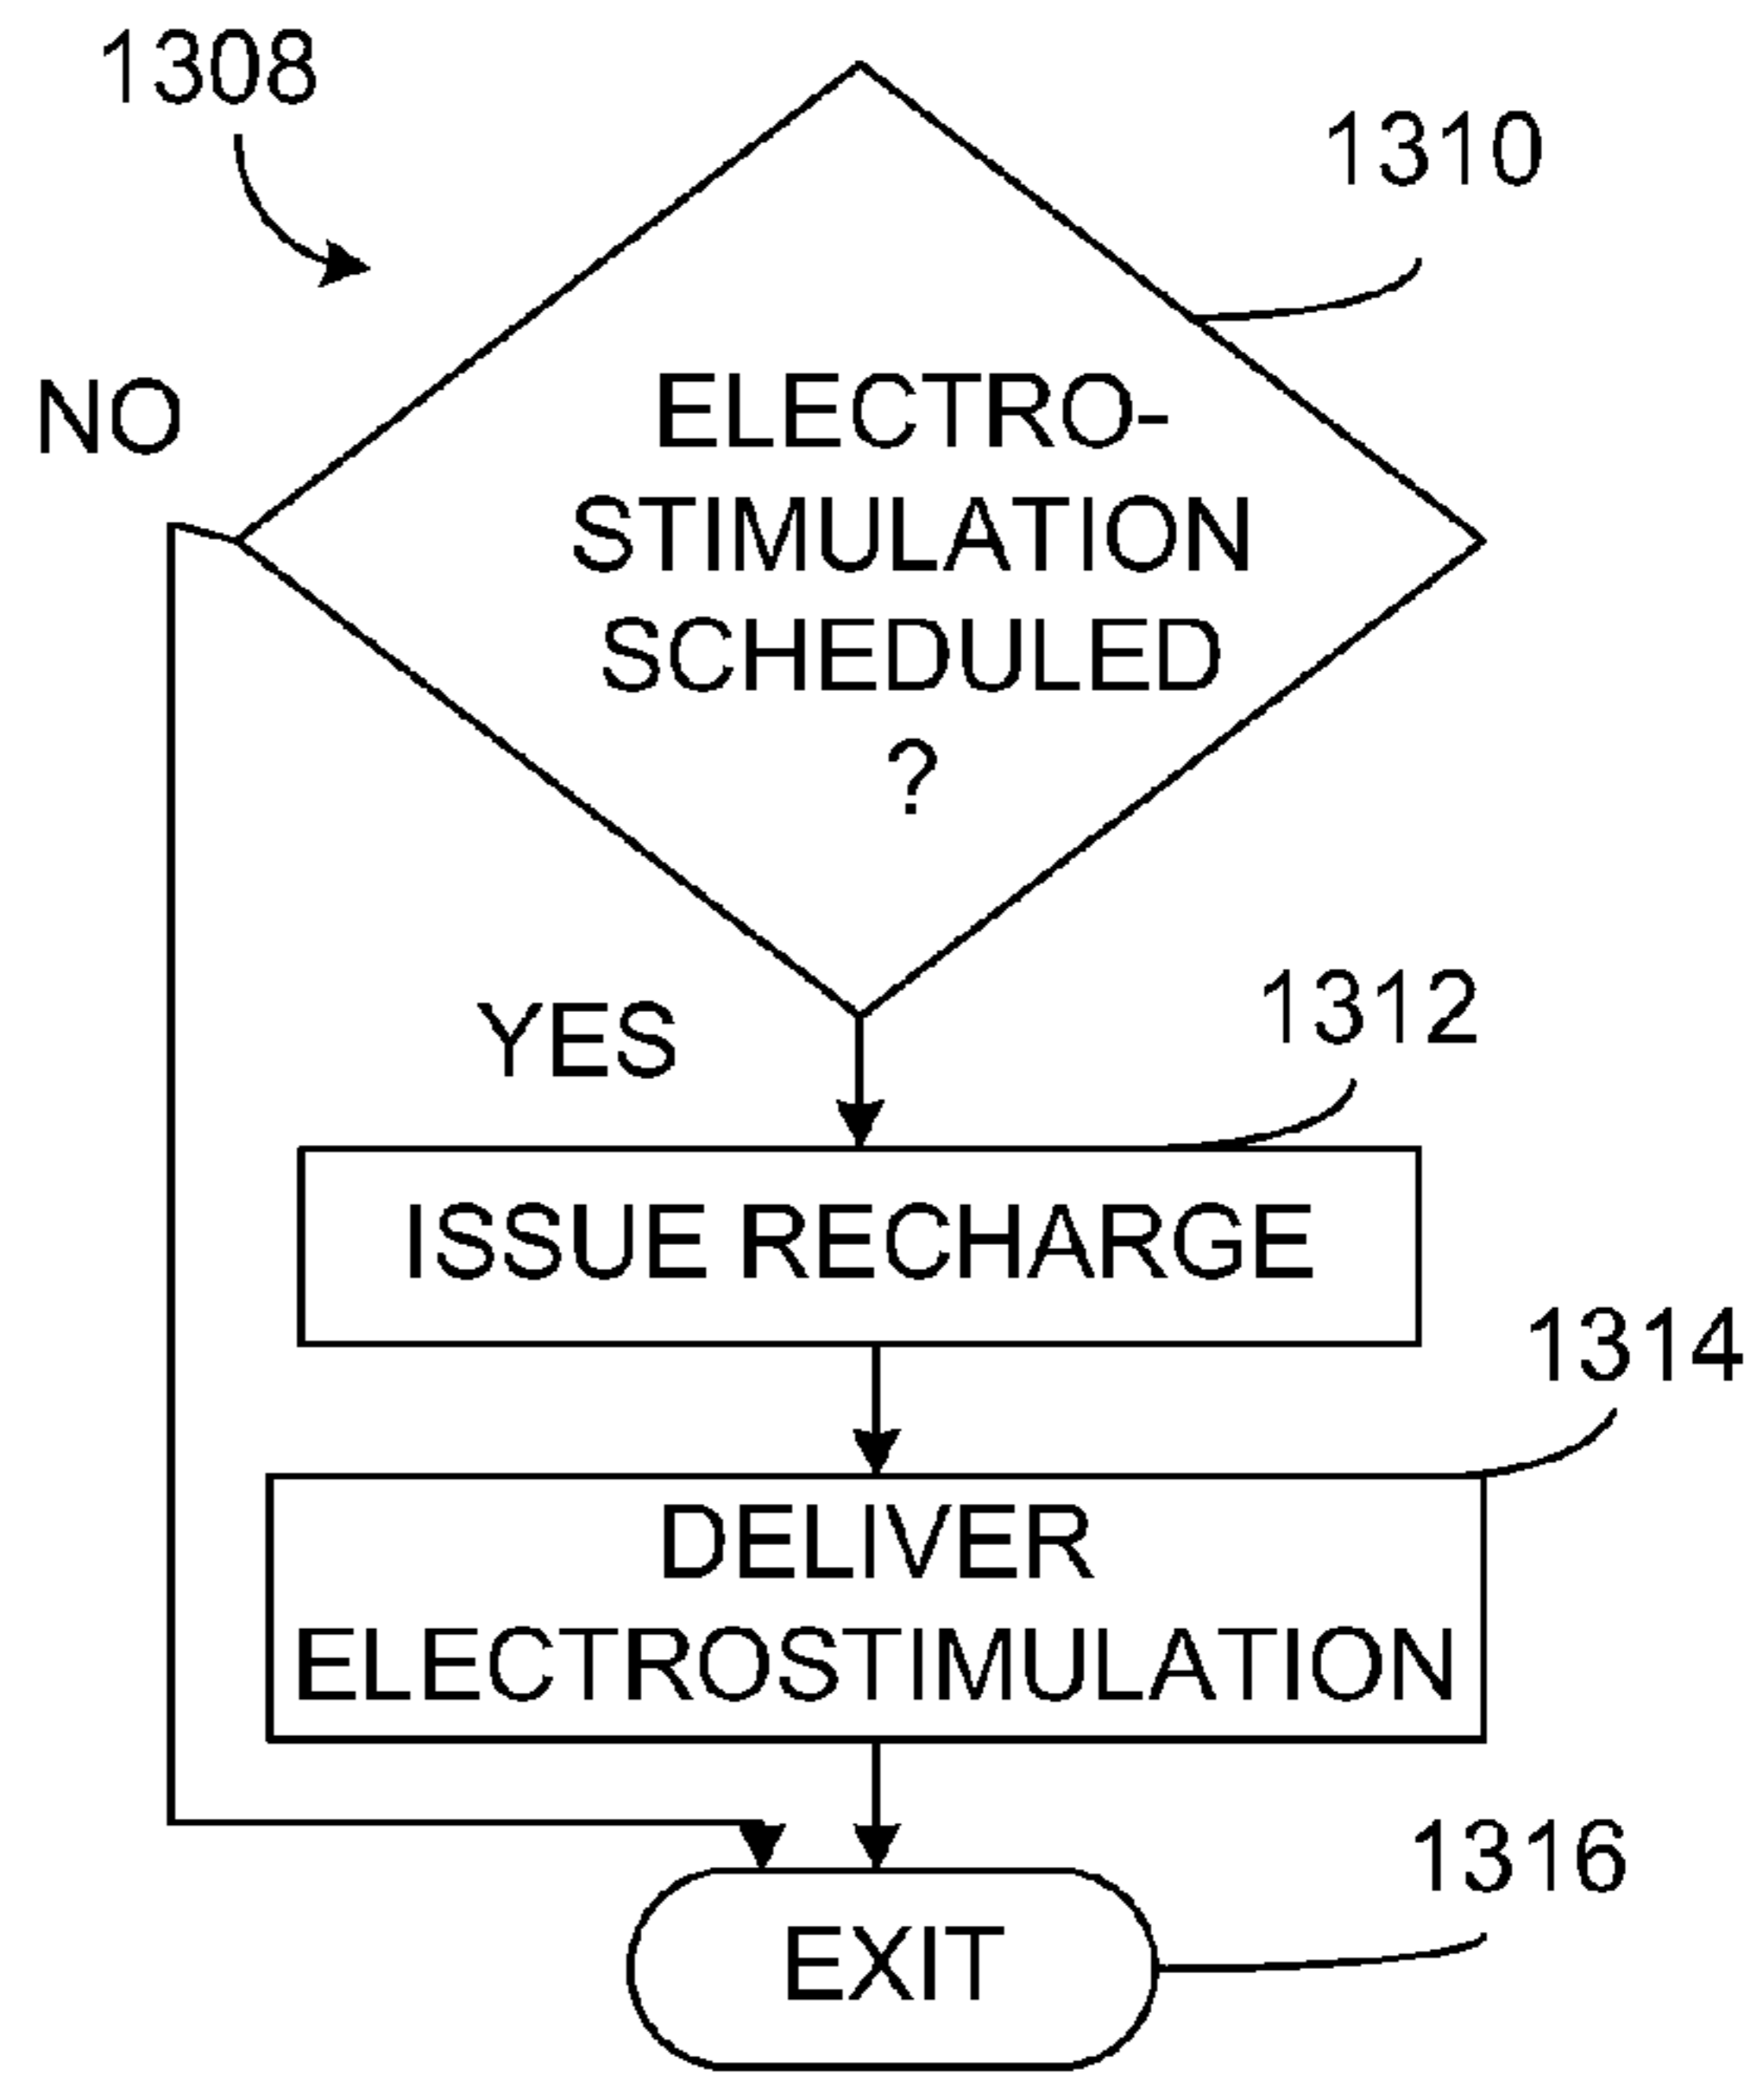 1308
1310
NO
ELECTRO-
STIMULATION
SCHEDULED
?
YES
1312
ISSUE RECHARGE
1314
DELIVER
ELECTROSTIMULATION
1316
EXIT